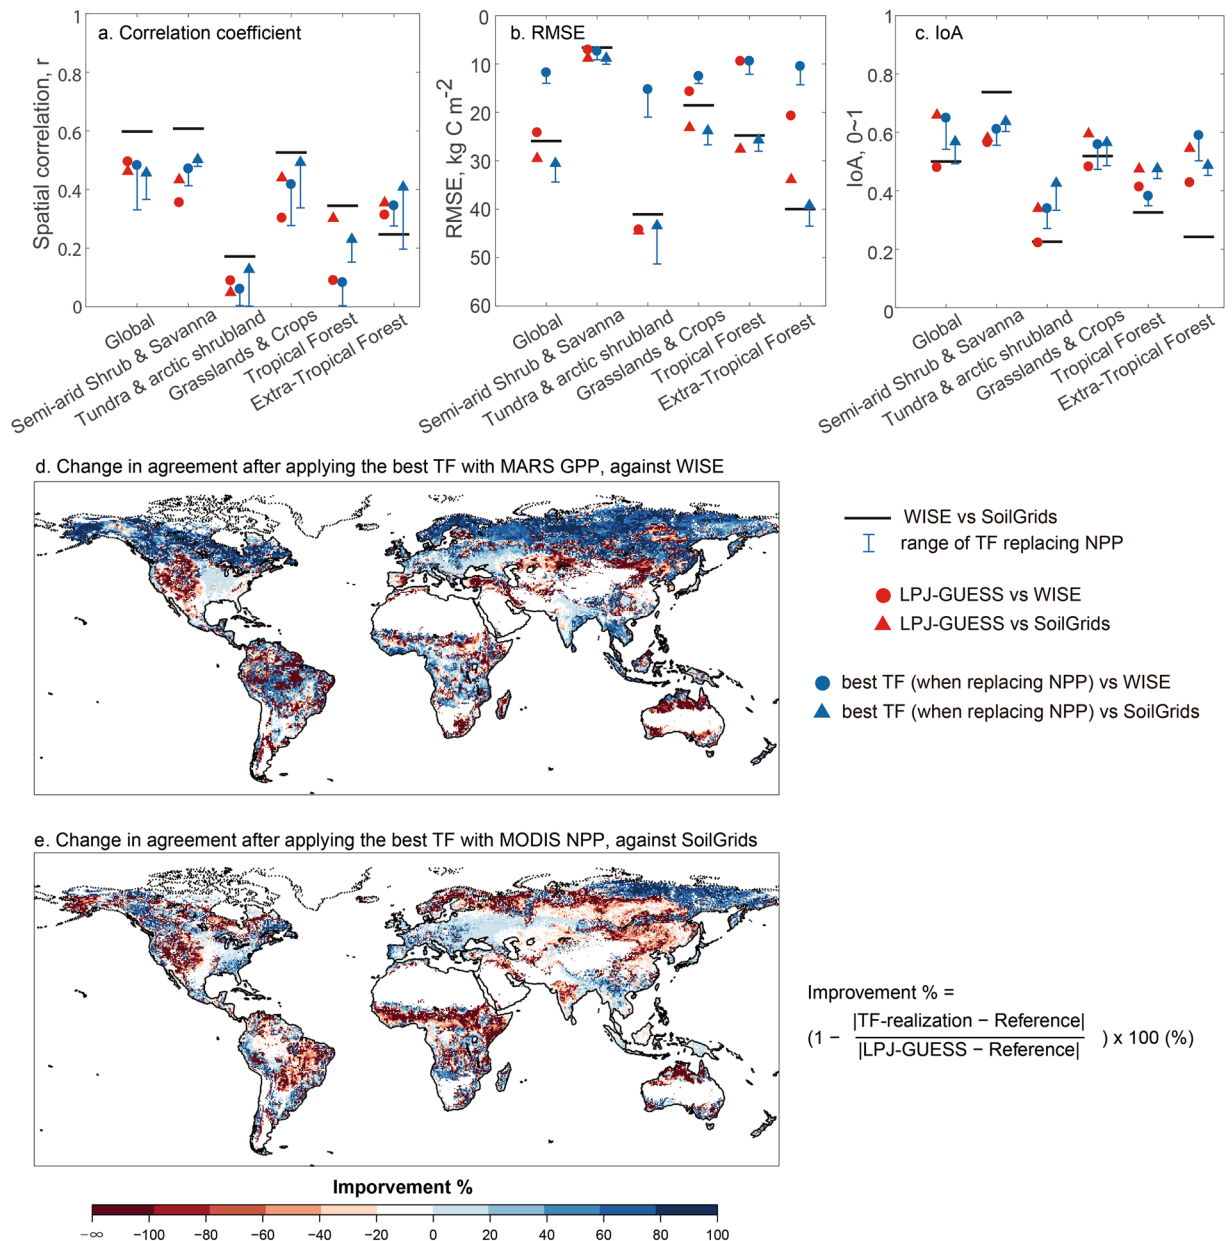 a. Correlation coefficient
Spatial correlation, r
1
0.8
0.6
0.4
0.2
0
Global
Semi-arid Shrub & Savanna
Tundra & arctic shrubland
Grasslands & Crops
Tropical Forest
Extra-Tropical Forest
b. RMSE
RMSE, kg C m⁻²
0
10
20
30
40
50
60
Global
Semi-arid Shrub & Savanna
Tundra & arctic shrubland
Grasslands & Crops
Tropical Forest
Extra-Tropical Forest
c. IoA
IoA, 0~1
1
0.8
0.6
0.4
0.2
0
Global
Semi-arid Shrub & Savanna
Tundra & arctic shrubland
Grasslands & Crops
Tropical Forest
Extra-Tropical Forest
d. Change in agreement after applying the best TF with MARS GPP, against WISE
WISE vs SoilGrids
range of TF replacing NPP
LPJ-GUESS vs WISE
LPJ-GUESS vs SoilGrids
best TF (when replacing NPP) vs WISE
best TF (when replacing NPP) vs SoilGrids
e. Change in agreement after applying the best TF with MODIS NPP, against SoilGrids
Improvement % =
|TF-realization − Reference|
(1 − ) x 100 (%)
|LPJ-GUESS − Reference|
Imporvement %
−∞ −100 −80 −60 −40 −20 0 20 40 60 80 100